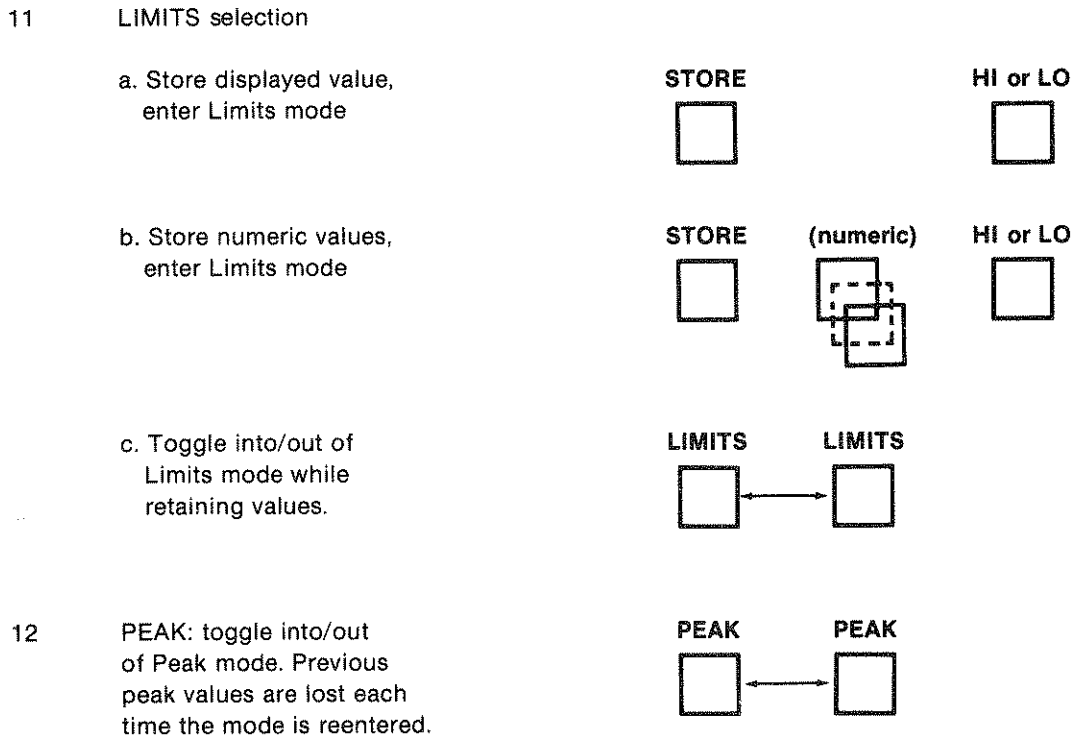 11 LIMITS selection
a. Store displayed value,
enter Limits mode
STORE HI or LO
b. Store numeric values,
enter Limits mode
STORE (numeric) HI or LO
c. Toggle into/out of
Limits mode while
retaining values.
LIMITS LIMITS
12 PEAK: toggle into/out
of Peak mode. Previous
peak values are lost each
time the mode is reentered.
PEAK PEAK